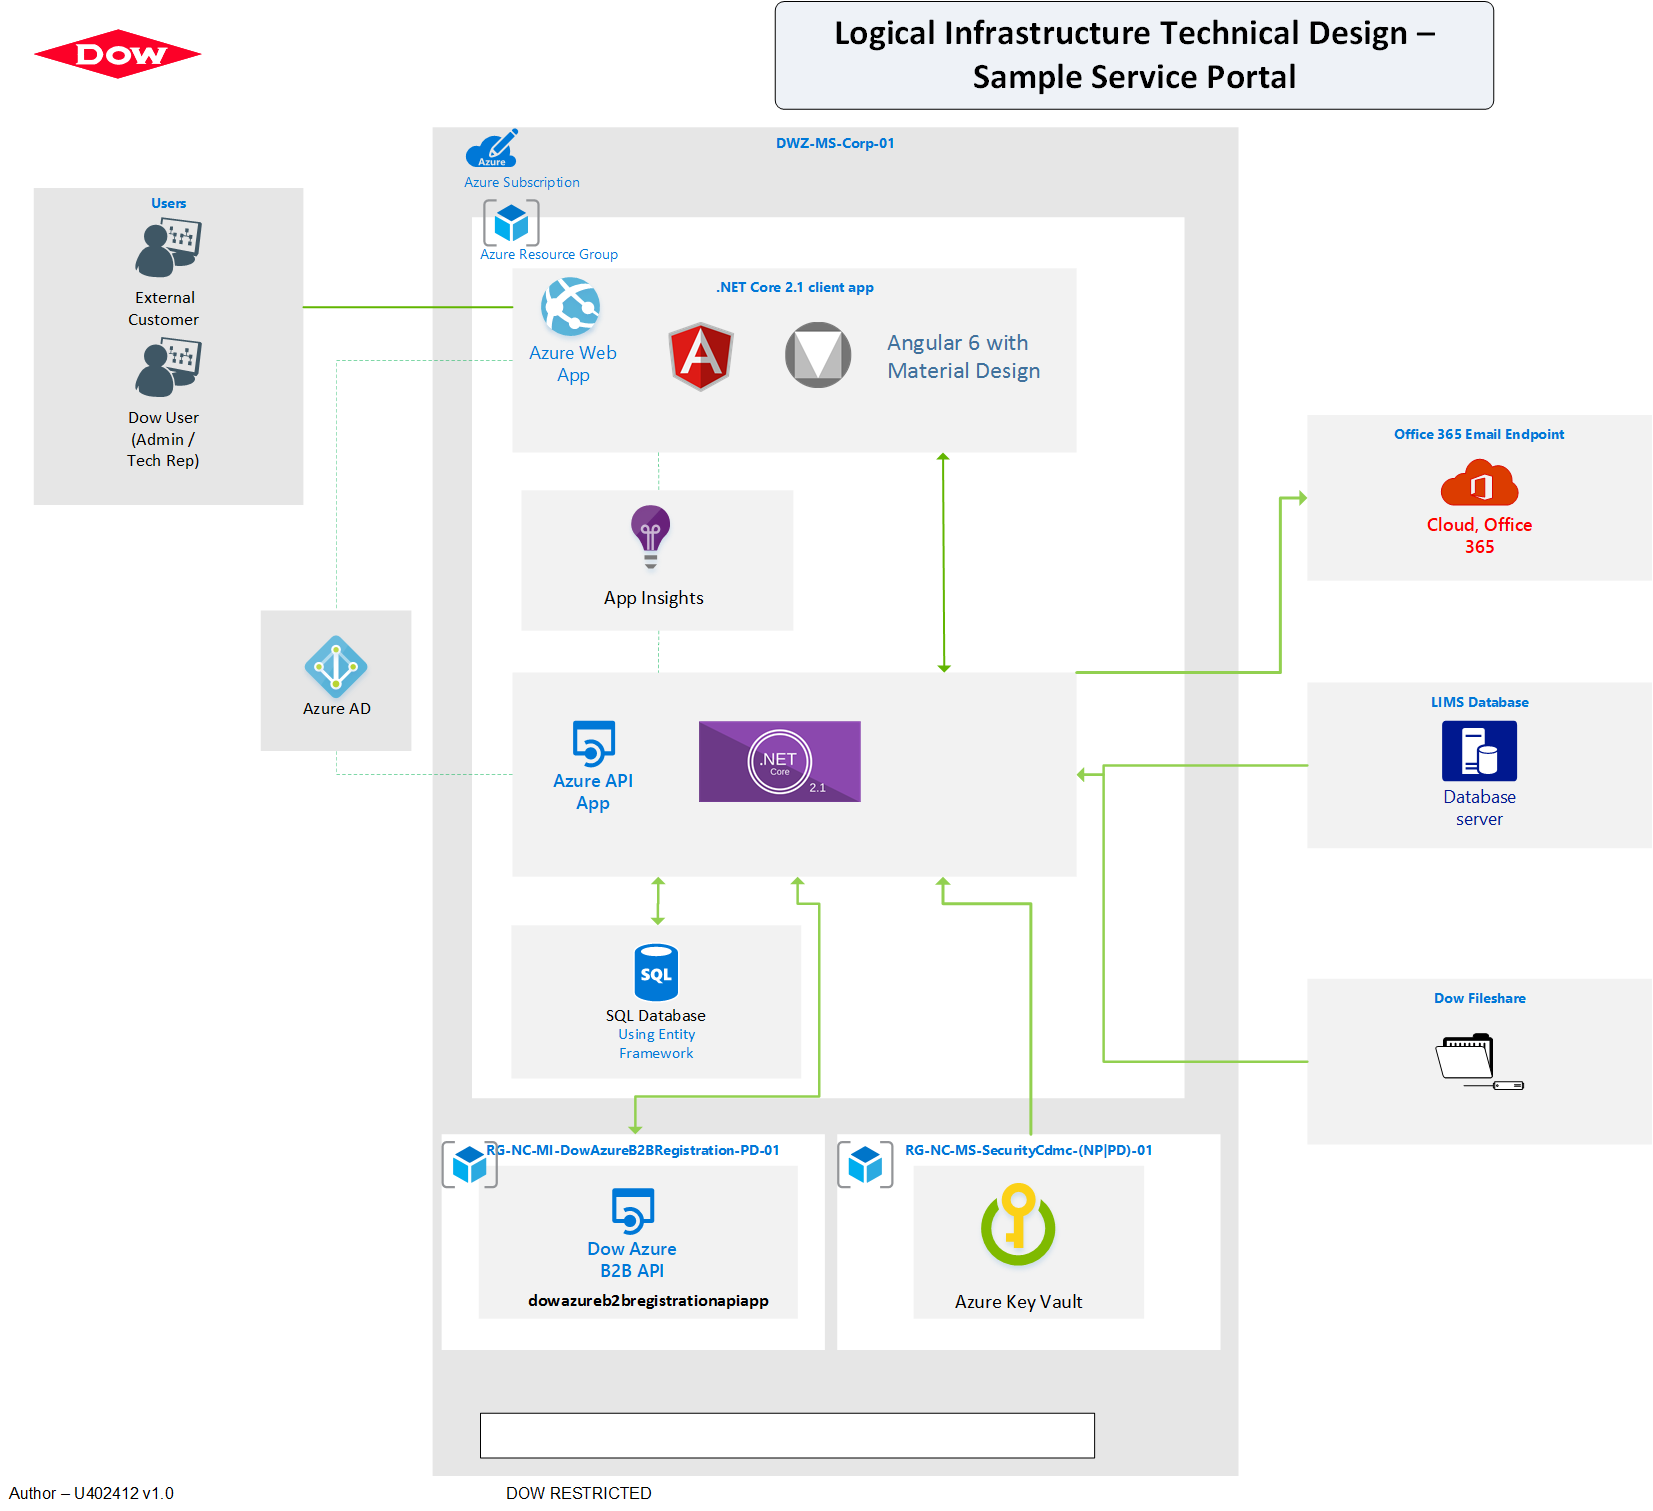 DOW
Logical Infrastructure Technical Design –
Sample Service Portal
DWZ-MS-Corp-01
Azure
Azure Subscription
Azure Resource Group
Users
External
Customer
Dow User
(Admin /
Tech Rep)
.NET Core 2.1 client app
Azure Web
App
A
Angular 6 with
Material Design
App Insights
Azure AD
Azure API
App
.NET
Core
2.1
Office 365 Email Endpoint
Cloud, Office
365
LIMS Database
Database
server
Dow Fileshare
SQL
SQL Database
Using Entity
Framework
RG-NC-MI-DowAzureB2BRegistration-PD-01
Dow Azure
B2B API
dowazureb2bregistrationapiapp
RG-NC-MS-SecurityCdmc-(NP|PD)-01
Azure Key Vault
Author – U402412 v1.0
DOW RESTRICTED